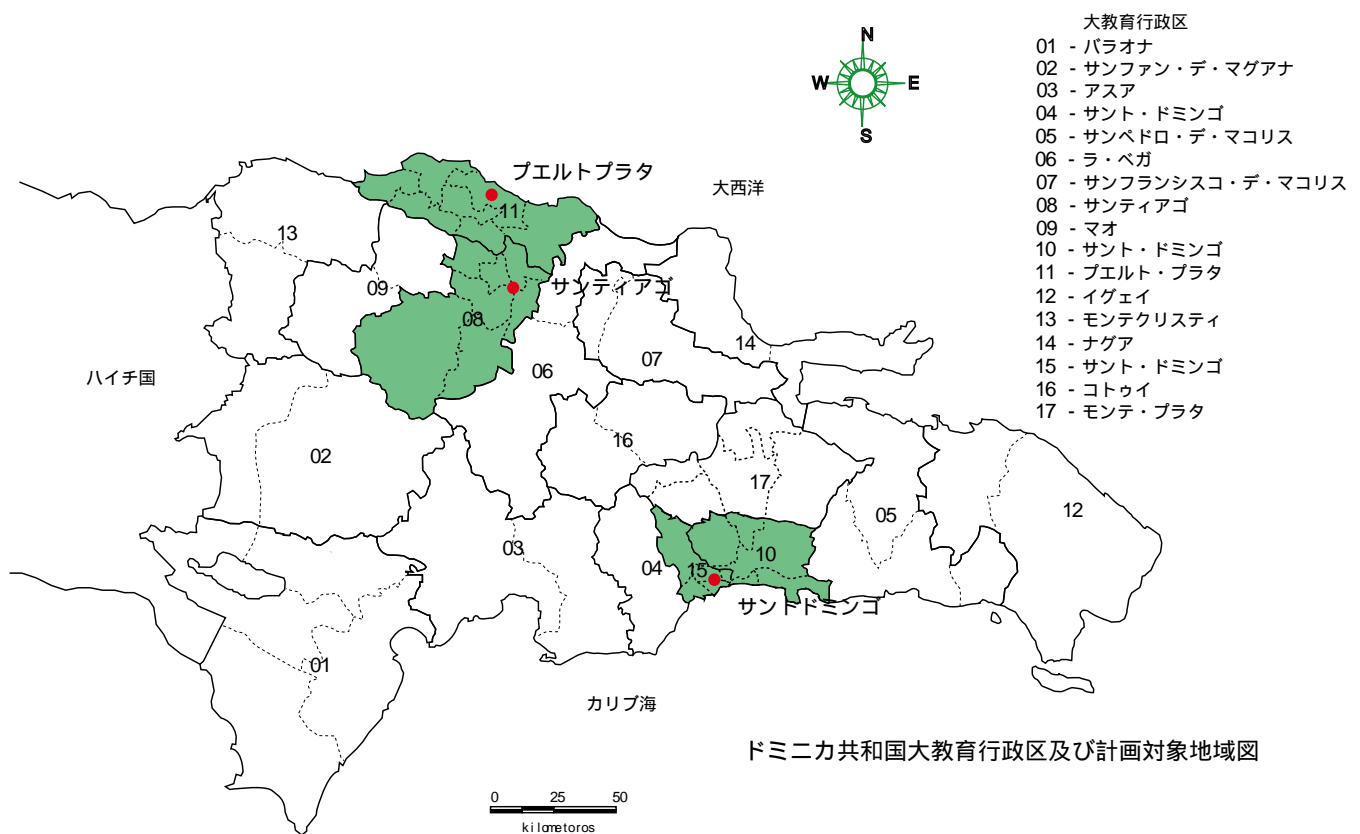 大教育行政区
01 - バラオナ
02 - サンファン・デ・マグアナ
03 - アスア
04 - サント・ドミンゴ
05 - サンペドロ・デ・マコリス
06 - ラ・ベガ
07 - サンフランシスコ・デ・マコリス
08 - サンティアゴ
09 - マオ
10 - サント・ドミンゴ
11 - プエルト・プラタ
12 - イグェイ
13 - モンテクリスティ
14 - ナグア
15 - サント・ドミンゴ
16 - コトゥイ
17 - モンテ・プラタ
N
W
E
S
プエルトプラタ
大西洋
11
13
サンティアゴ
09
08
14
07
06
ハイチ国
16
02
17
05
12
03
10
04
15
サントドミンゴ
01
カリブ海
ドミニカ共和国大教育行政区及び計画対象地域図
0 25 50
kilometoros